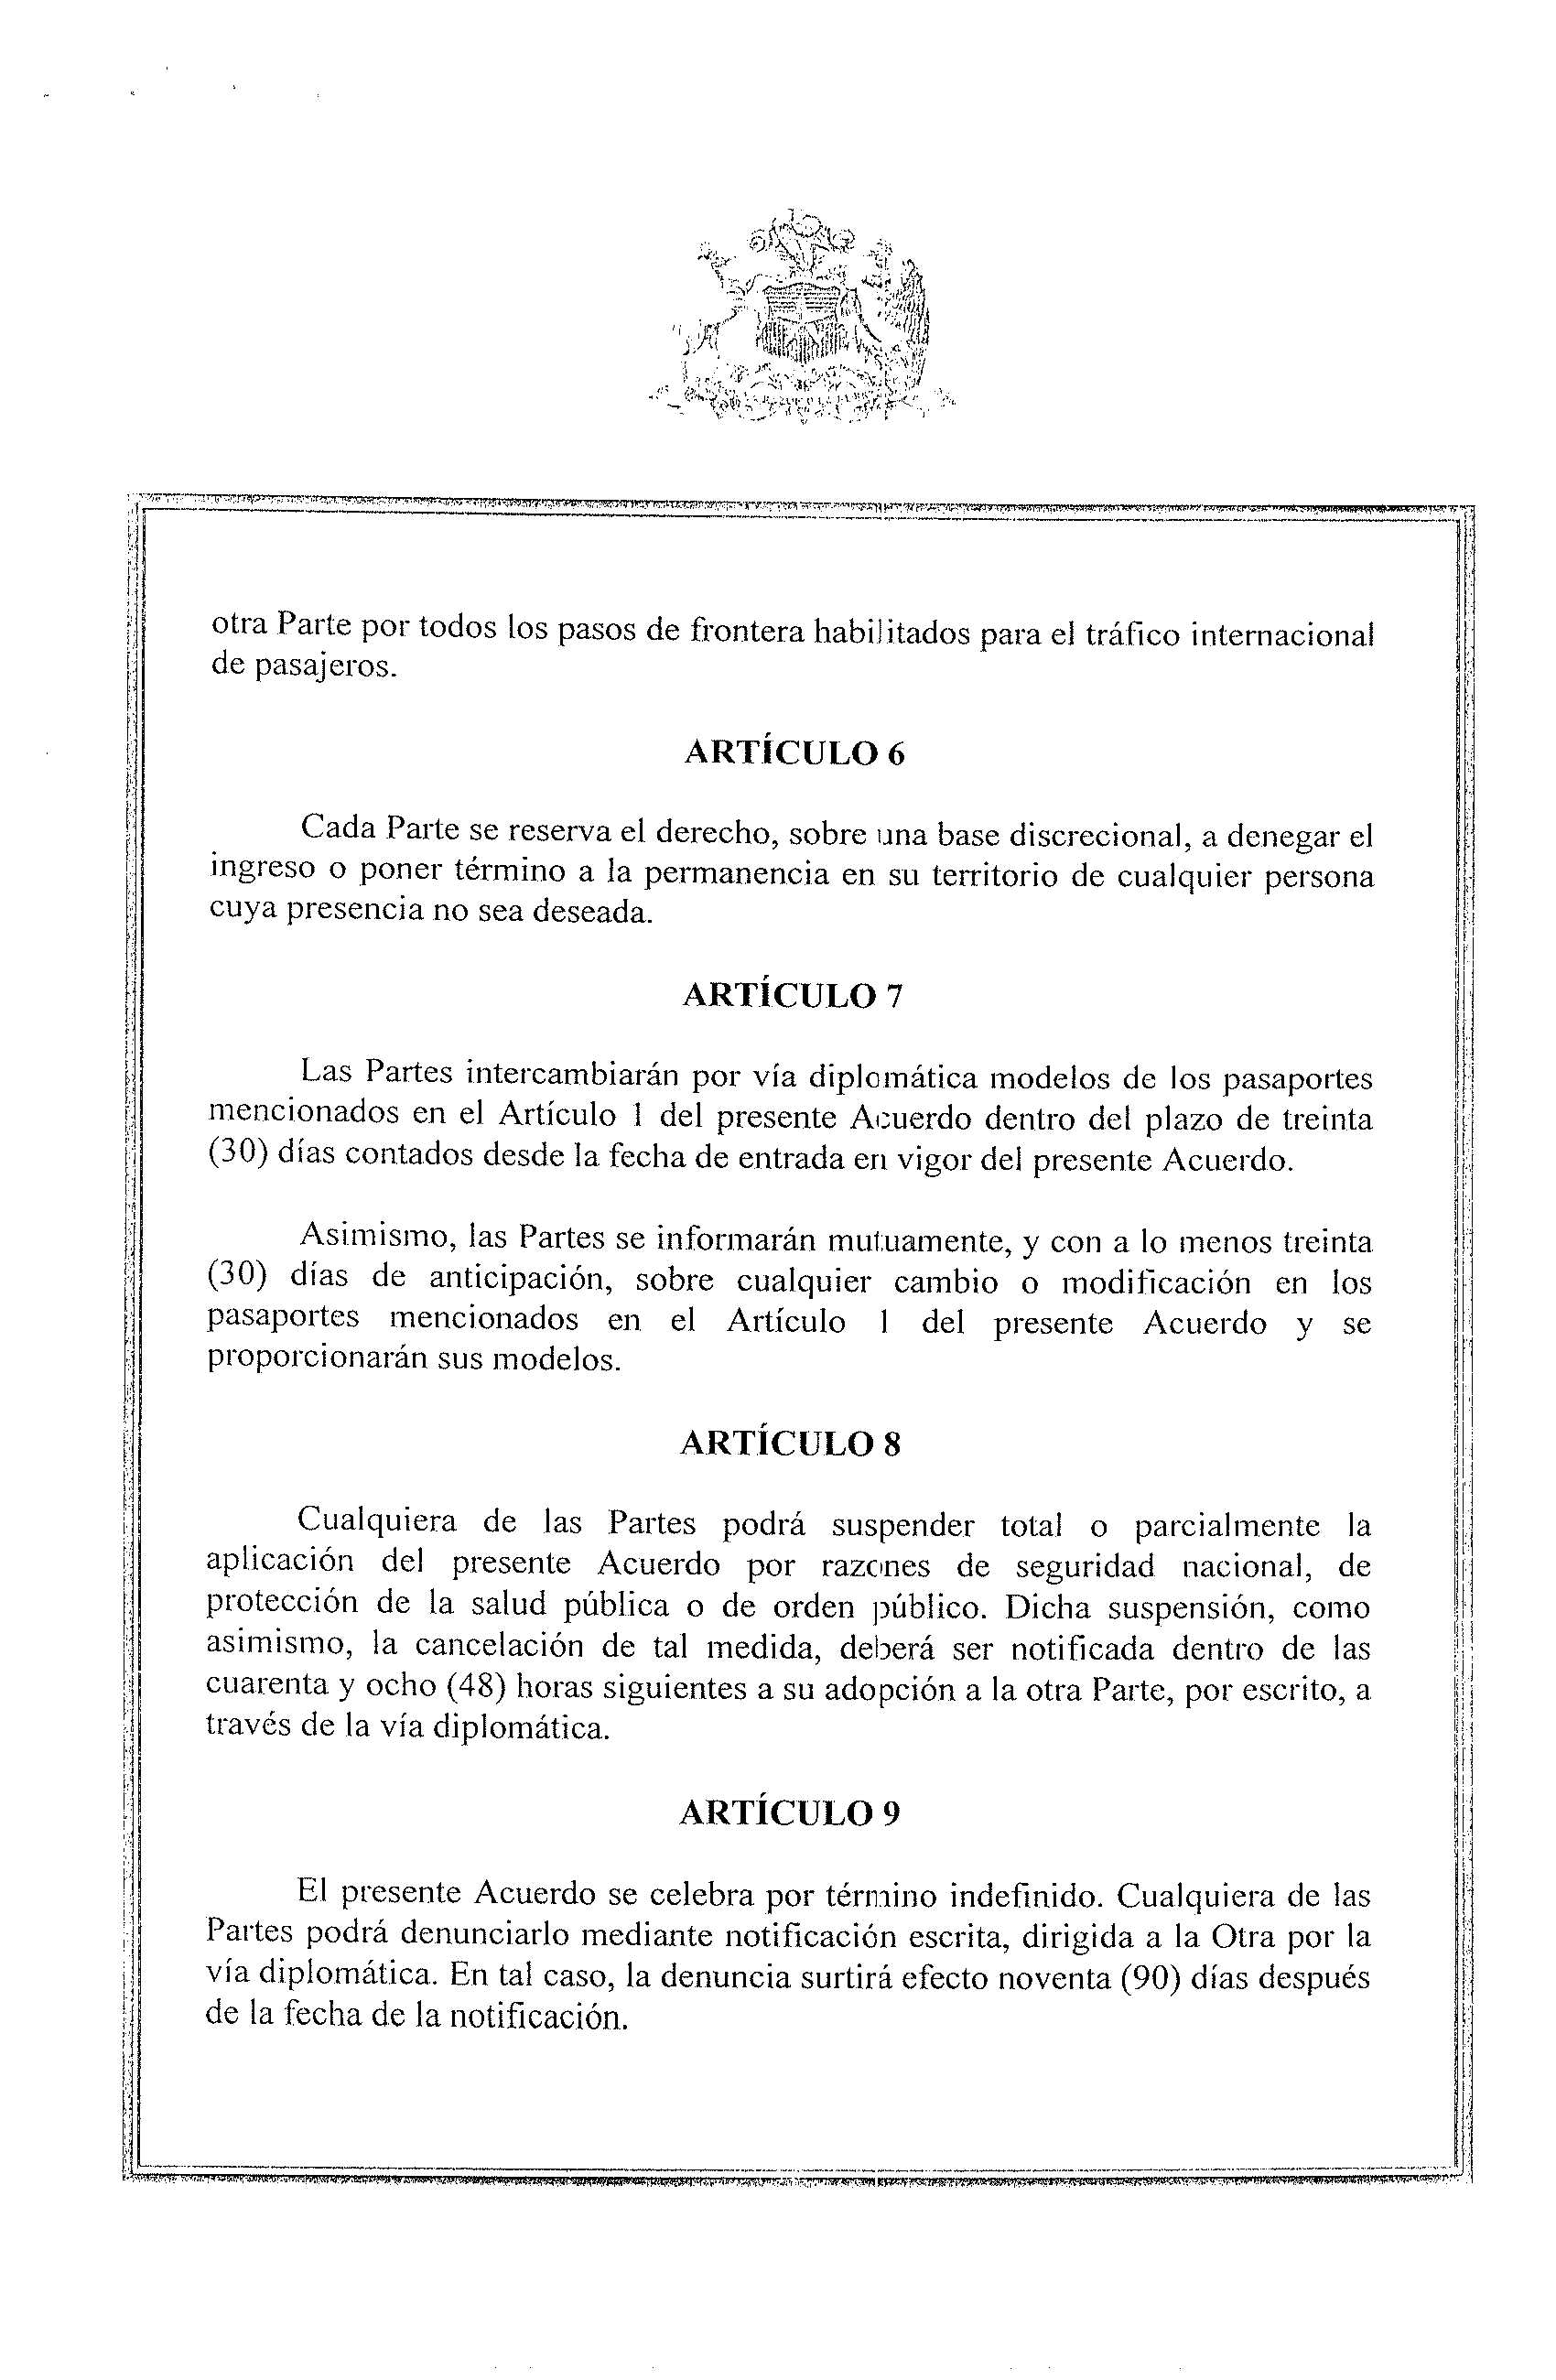 otra Parte por todos los pasos de frontera habilitados para el tráfico internacional
de pasajeros.
ARTÍCULO 6
Cada Parte se reserva el derecho, sobre una base discrecional, a denegar el
ingreso o poner término a la permanencia en su territorio de cualquier persona
cuya presencia no sea deseada.
ARTÍCULO 7
Las Partes intercambiarán por vía diplomática modelos de los pasaportes
mencionados en el Artículo 1 del presente Acuerdo dentro del plazo de treinta
(30) días contados desde la fecha de entrada en vigor del presente Acuerdo.
Asimismo, las Partes se informarán mutuamente, y con a lo menos treinta
(30) días de anticipación, sobre cualquier cambio o modificación en los
pasaportes mencionados en el Artículo 1 del presente Acuerdo y se
proporcionarán sus modelos.
ARTÍCULO 8
Cualquiera de las Partes podrá suspender total o parcialmente la
aplicación del presente Acuerdo por razones de seguridad nacional, de
protección de la salud pública o de orden público. Dicha suspensión, como
asimismo, la cancelación de tal medida, deberá ser notificada dentro de las
cuarenta y ocho (48) horas siguientes a su adopción a la otra Parte, por escrito, a
través de la vía diplomática.
ARTÍCULO 9
El presente Acuerdo se celebra por término indefinido. Cualquiera de las
Partes podrá denunciarlo mediante notificación escrita, dirigida a la Otra por la
vía diplomática. En tal caso, la denuncia surtirá efecto noventa (90) días después
de la fecha de la notificación.